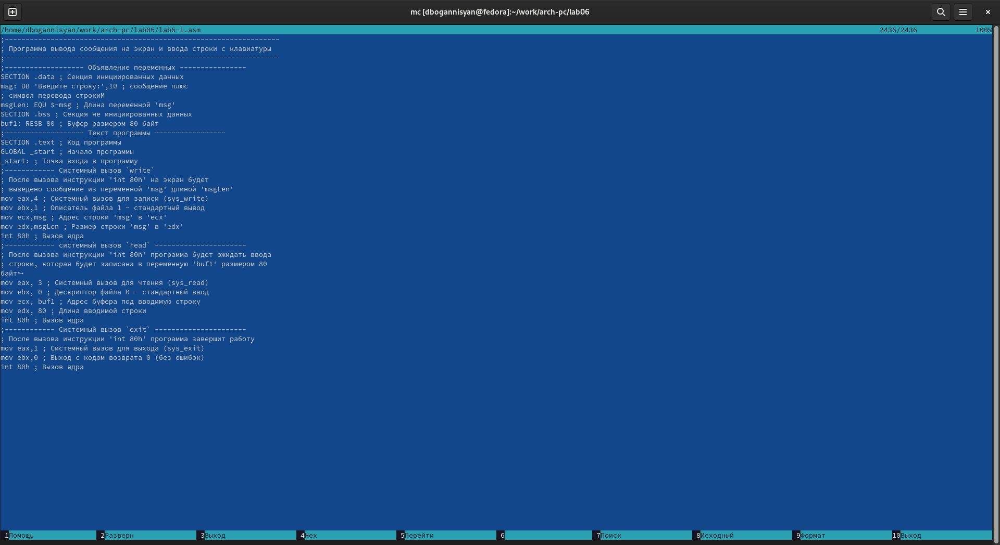 mc [dbogannisyan@fedora]:~/work/arch-pc/lab06
/home/dbogannisyan/work/arch-pc/lab06/lab6-1.asm 2436/2436 100%
;------------------------------------------------------------------
; Программа вывода сообщения на экран и ввода строки с клавиатуры
;------------------------------------------------------------------
;------------------- Объявление переменных ----------------
SECTION .data ; Секция инициированных данных
msg: DB 'Введите строку:',10 ; сообщение плюс
; символ перевода строкиM
msgLen: EQU $-msg ; Длина переменной 'msg'
SECTION .bss ; Секция не инициированных данных
buf1: RESB 80 ; Буфер размером 80 байт
;------------------- Текст программы -----------------
SECTION .text ; Код программы
GLOBAL _start ; Начало программы
_start: ; Точка входа в программу
;------------ Системный вызов `write`
; После вызова инструкции 'int 80h' на экран будет
; выведено сообщение из переменной 'msg' длиной 'msgLen'
mov eax,4 ; Системный вызов для записи (sys_write)
mov ebx,1 ; Описатель файла 1 - стандартный вывод
mov ecx,msg ; Адрес строки 'msg' в 'ecx'
mov edx,msgLen ; Размер строки 'msg' в 'edx'
int 80h ; Вызов ядра
;------------ системный вызов `read` ----------------------
; После вызова инструкции 'int 80h' программа будет ожидать ввода
; строки, которая будет записана в переменную 'buf1' размером 80
байт↪
mov eax, 3 ; Системный вызов для чтения (sys_read)
mov ebx, 0 ; Дескриптор файла 0 - стандартный ввод
mov ecx, buf1 ; Адрес буфера под вводимую строку
mov edx, 80 ; Длина вводимой строки
int 80h ; Вызов ядра
;------------ Системный вызов `exit` ----------------------
; После вызова инструкции 'int 80h' программа завершит работу
mov eax,1 ; Системный вызов для выхода (sys_exit)
mov ebx,0 ; Выход с кодом возврата 0 (без ошибок)
int 80h ; Вызов ядра
1Помощь 2Разверн 3Выход 4Hex 5Перейти 6 7Поиск 8Исходный 9Формат 10Выход